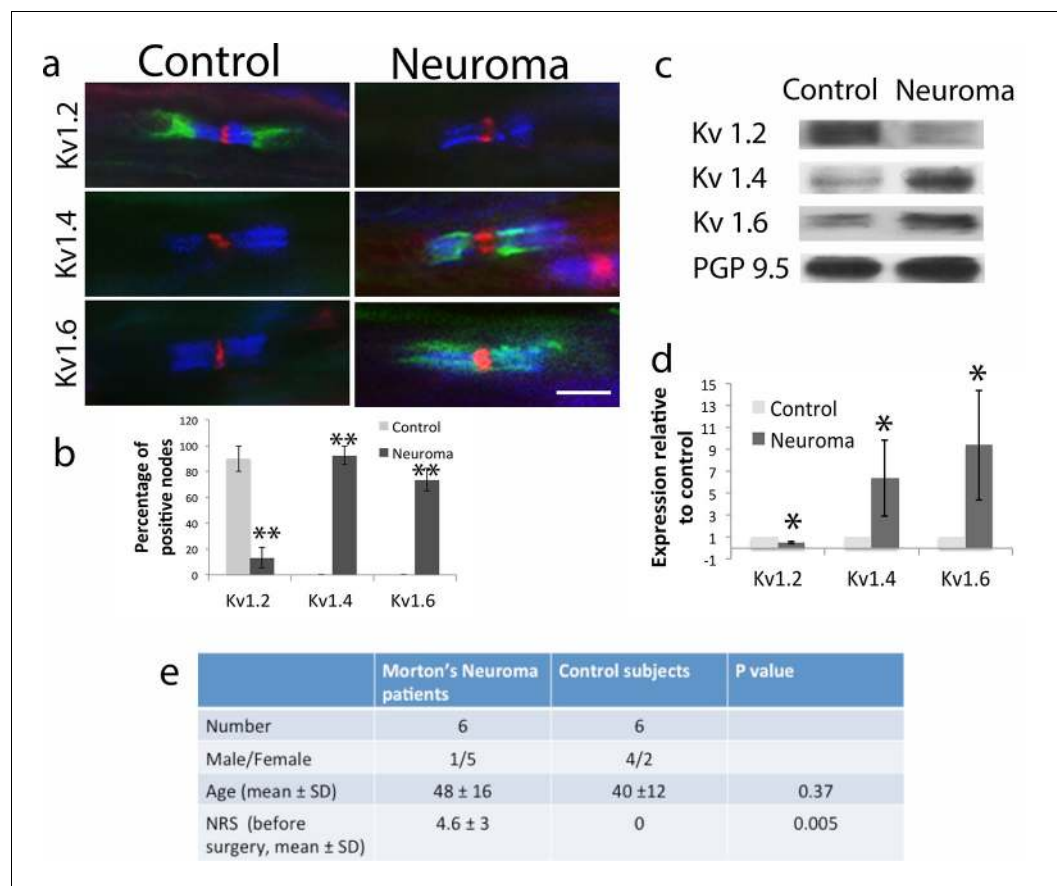 a
Control
Neuroma
Kv1.2
Kv1.4
Kv1.6
b
Percentage of
positive nodes
120
100
80
60
40
20
0
Control
Neuroma
**
**
**
Kv1.2
Kv1.4
Kv1.6
c
Control Neuroma
Kv 1.2
Kv 1.4
Kv 1.6
PGP 9.5
d
Expression relative
to control
15
13
11
9
7
5
3
1
-1
Control
Neuroma
*
*
*
Kv1.2
Kv1.4
Kv1.6
e
Morton's Neuroma
patients
Control subjects
P value
Number 6 6
Male/Female 1/5 4/2
Age (mean ± SD) 48 ± 16 40 ±12 0.37
NRS (before
surgery, mean ± SD)
4.6 ± 3 0 0.005